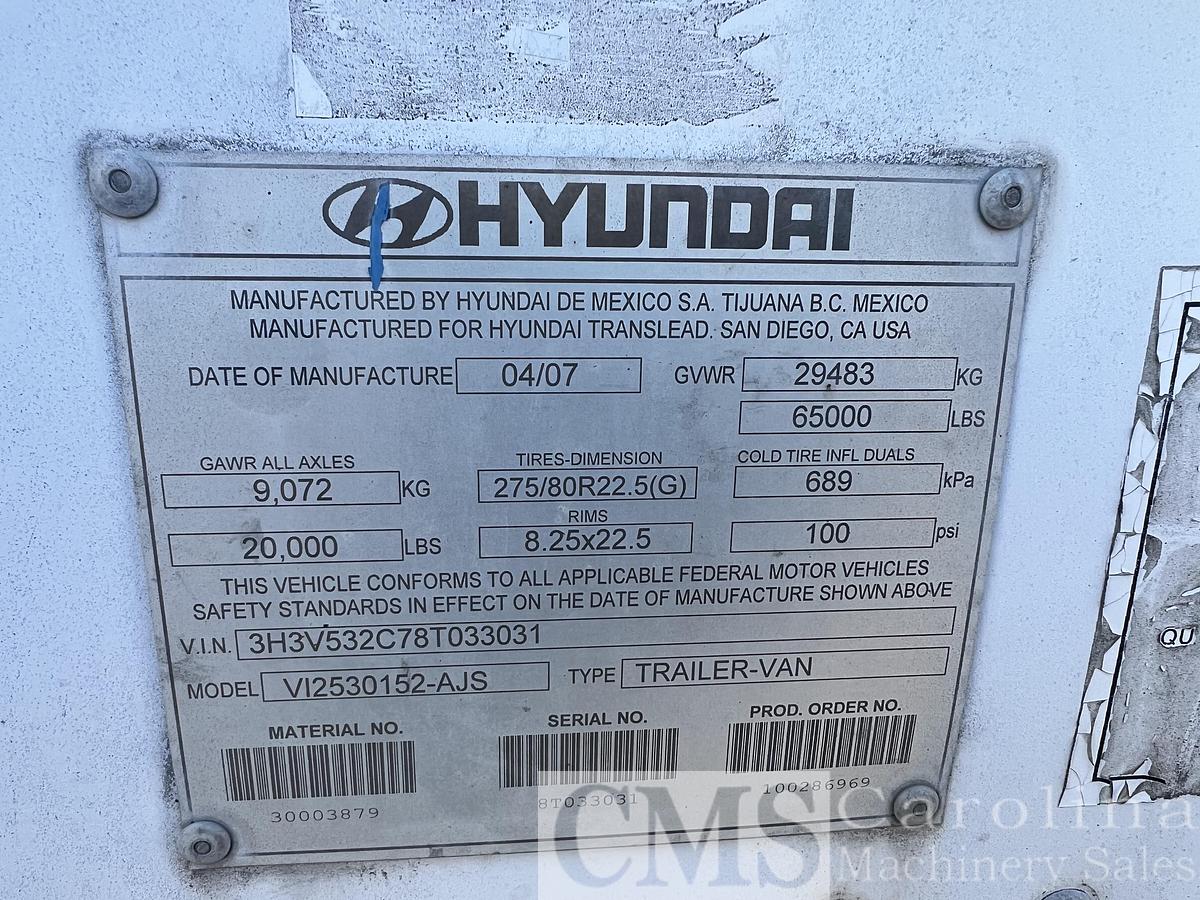 HYUNDAI
MANUFACTURED BY HYUNDAI DE MEXICO S.A. TIJUANA B.C. MEXICO
MANUFACTURED FOR HYUNDAI TRANSLEAD. SAN DIEGO, CA USA
DATE OF MANUFACTURE 04/07 GVWR 29483 KG
65000 LBS
GAWR ALL AXLES TIRES-DIMENSION COLD TIRE INFL DUALS
9,072 KG 275/80R22.5(G) 689 kPa
RIMS
20,000 LBS 8.25x22.5 100 psi
THIS VEHICLE CONFORMS TO ALL APPLICABLE FEDERAL MOTOR VEHICLES
SAFETY STANDARDS IN EFFECT ON THE DATE OF MANUFACTURE SHOWN ABOVE
V.I.N. 3H3V532C78T033031
MODEL VI2530152-AJS TYPE TRAILER-VAN
MATERIAL NO. SERIAL NO. PROD. ORDER NO.
30003879 8T033031 100286969
QU
CMS Carolina
Machinery Sales